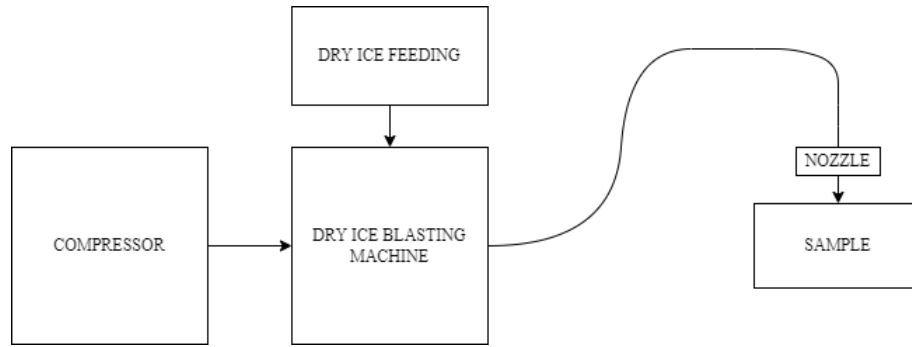 DRY ICE FEEDING
NOZZLE
COMPRESSOR
DRY ICE BLASTING
MACHINE
SAMPLE